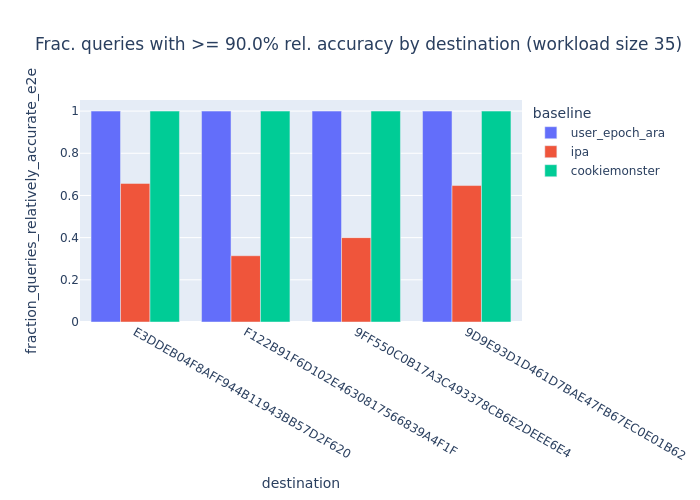 Frac. queries with >= 90.0% rel. accuracy by destination (workload size 35)
fraction_queries_relatively_accurate_e2e
1
0.8
0.6
0.4
0.2
0
baseline
user_epoch_ara
ipa
cookiemonster
E3DDEB04F8AFF944B11943BB57D2F620
F122B91F6D102E4630817566839A4F1F
9FF550C0B17A3C493378CB6E2DEEE6E4
9D9E93D1D461D7BAE47FB67EC0E01B62
destination